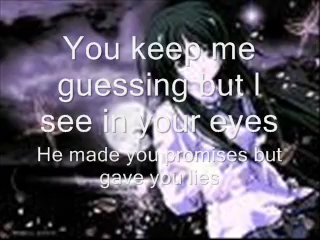 You keep me
guessing but I
see in your eyes
He made you promises but
gave you lies